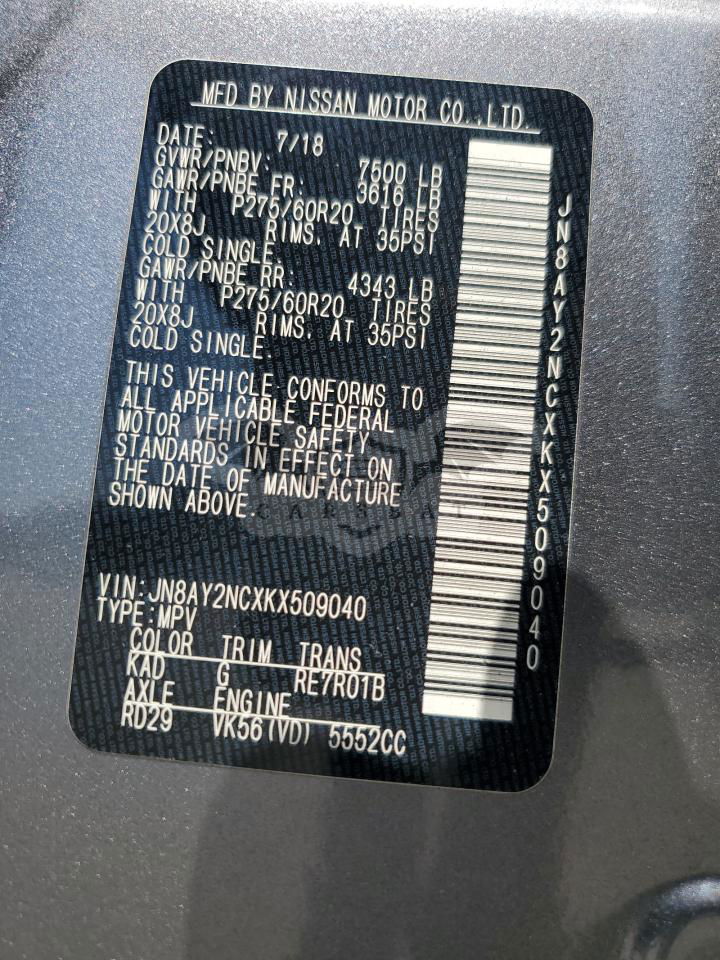 MFD BY NISSAN MOTOR CO.,LTD.
DATE: 7/18
GVWR/PNBV: 7500 LB
GAWR/PNBE FR: 3616 LB
WITH P275/60R20 TIRES
20X8J RIMS, AT 35PSI
COLD SINGLE.
GAWR/PNBE RR: 4343 LB
WITH P275/60R20 TIRES
20X8J RIMS, AT 35PSI
COLD SINGLE.
THIS VEHICLE CONFORMS TO
ALL APPLICABLE FEDERAL
MOTOR VEHICLE SAFETY
STANDARDS IN EFFECT ON
THE DATE OF MANUFACTURE
SHOWN ABOVE.
VIN:JN8AY2NCXKX509040
TYPE:MPV
COLOR TRIM TRANS
KAD G RE7R01B
AXLE ENGINE
RD29 VK56(VD) 5552CC
JN8AY2NCXKX509040